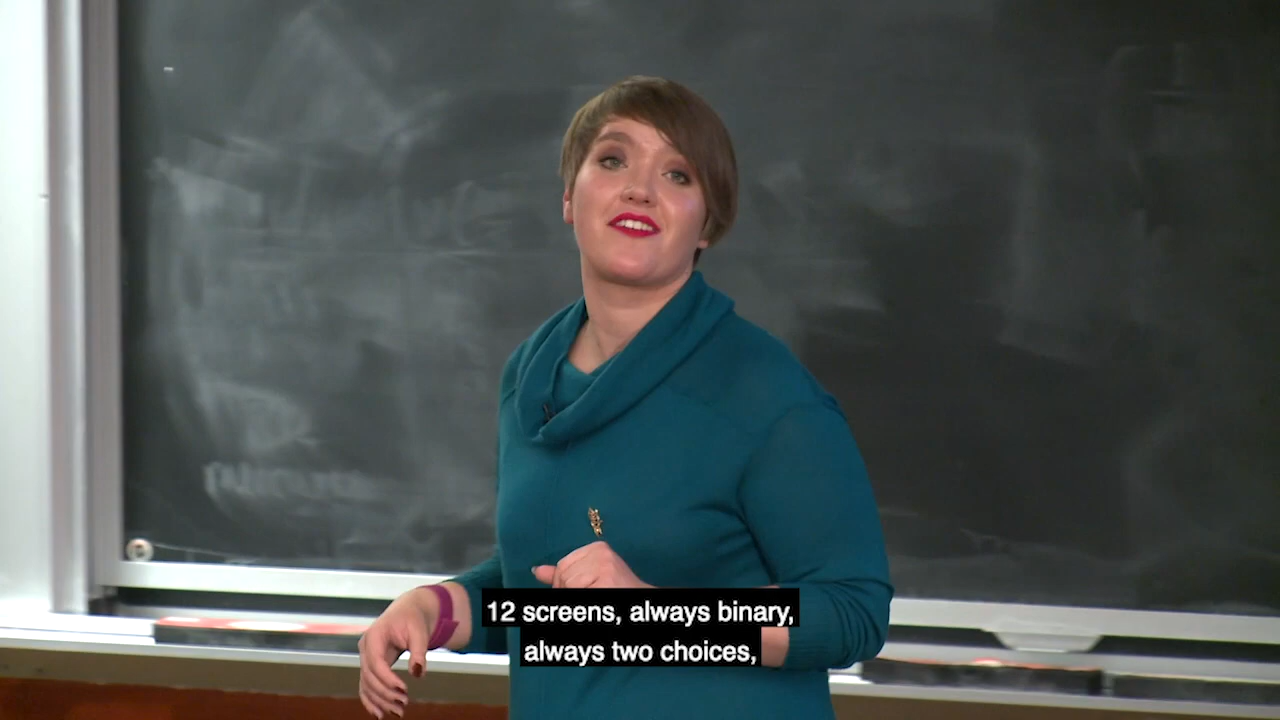 12 screens, always binary,
always two choices,